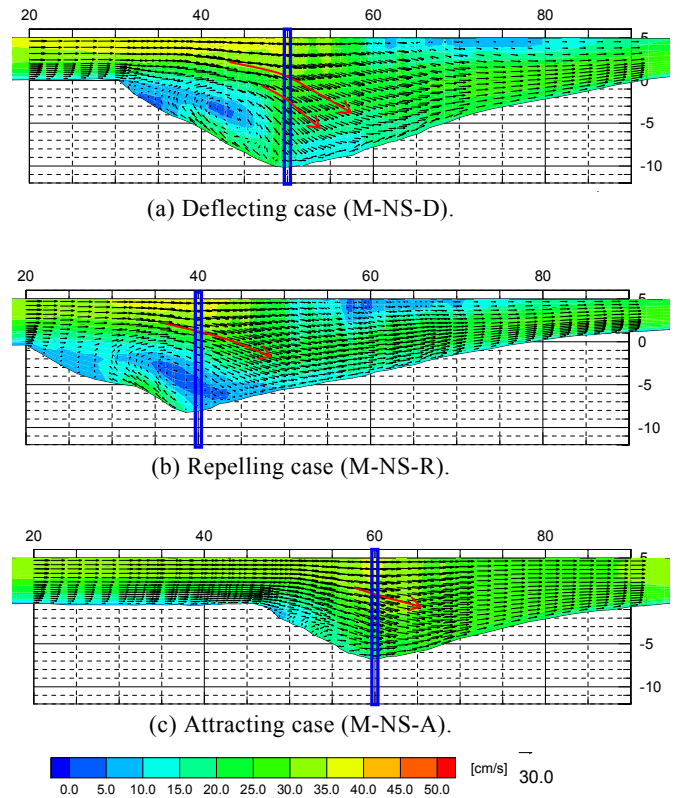 20 40 60 80
5
0
-5
-10
(a) Deflecting case (M-NS-D).
20 40 60 80
5
0
-5
-10
(b) Repelling case (M-NS-R).
20 40 60 80
5
-5
-10
(c) Attracting case (M-NS-A).
[cm/s] 30.0
0.0 5.0 10.0 15.0 20.0 25.0 30.0 35.0 40.0 45.0 50.0